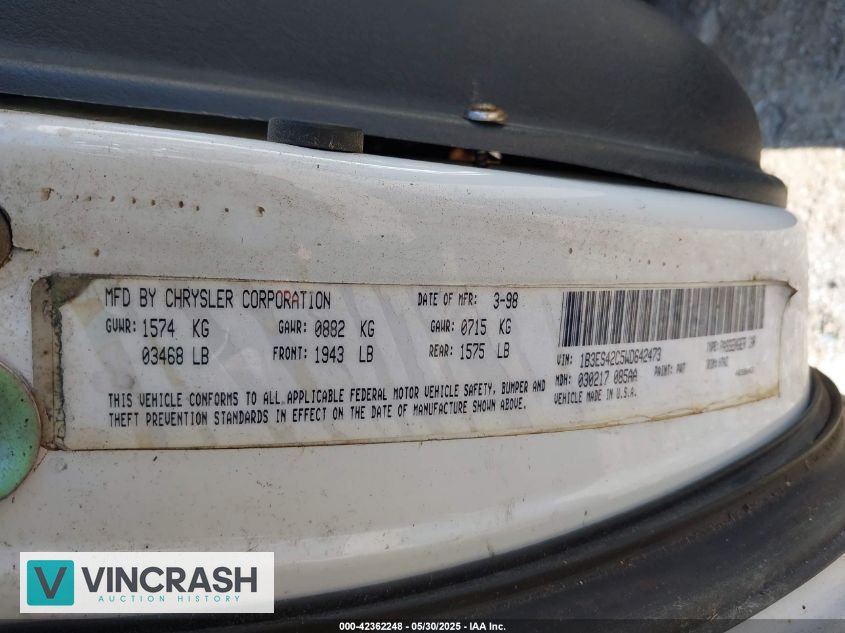 MFD BY CHRYSLER CORPORATION DATE OF MFR: 3-98
GVWR: 1574 KG GAWR: 0882 KG GAWR: 0715 KG
03468 LB FRONT: 1943 LB REAR: 1575 LB
THIS VEHICLE CONFORMS TO ALL APPLICABLE FEDERAL MOTOR VEHICLE SAFETY, BUMPER AND
THEFT PREVENTION STANDARDS IN EFFECT ON THE DATE OF MANUFACTURE SHOWN ABOVE.
VIN: 1B3ES42C5WD642473 TYPE: PASSENGER CAR
MDH: 030217 085AA PAINT: PW7
VEHICLE MADE IN U.S.A.
VINCRASH
AUCTION HISTORY
000-42362248 - 05/30/2025 - IAA Inc.